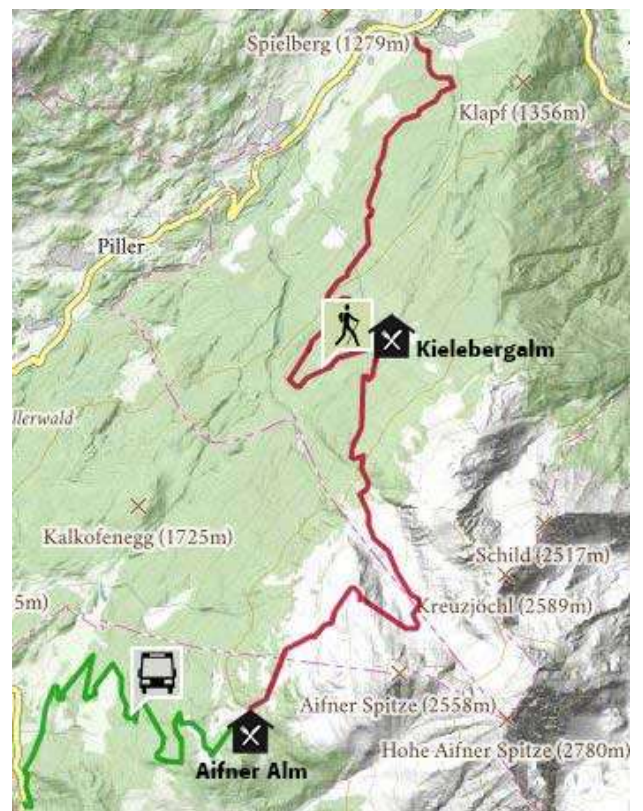 Spielberg (1279m)
Klapf (1356m)
Piller
Kielebergalm
llerwald
Kalkofenegg (1725m)
Schild (2517m)
5m)
Kreuzjöchl (2589m)
Aifner Spitze (2558m)
Hohe Aifner Spitze (2780m)
Aifner Alm